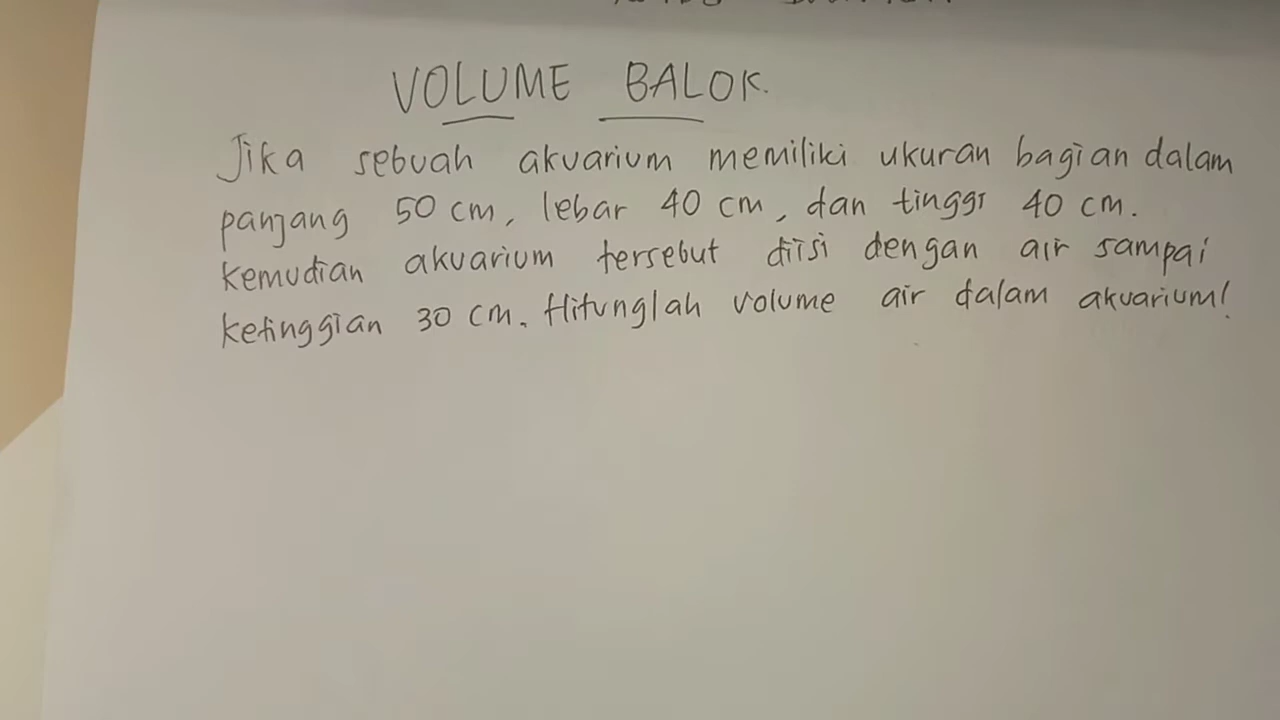 VOLUME BALOK.
Jika sebuah akuarium memiliki ukuran bagian dalam
panjang 50 cm, lebar 40 cm, dan tinggi 40 cm.
kemudian akuarium tersebut diisi dengan air sampai
ketinggian 30 cm. Hitunglah volume air dalam akuarium!